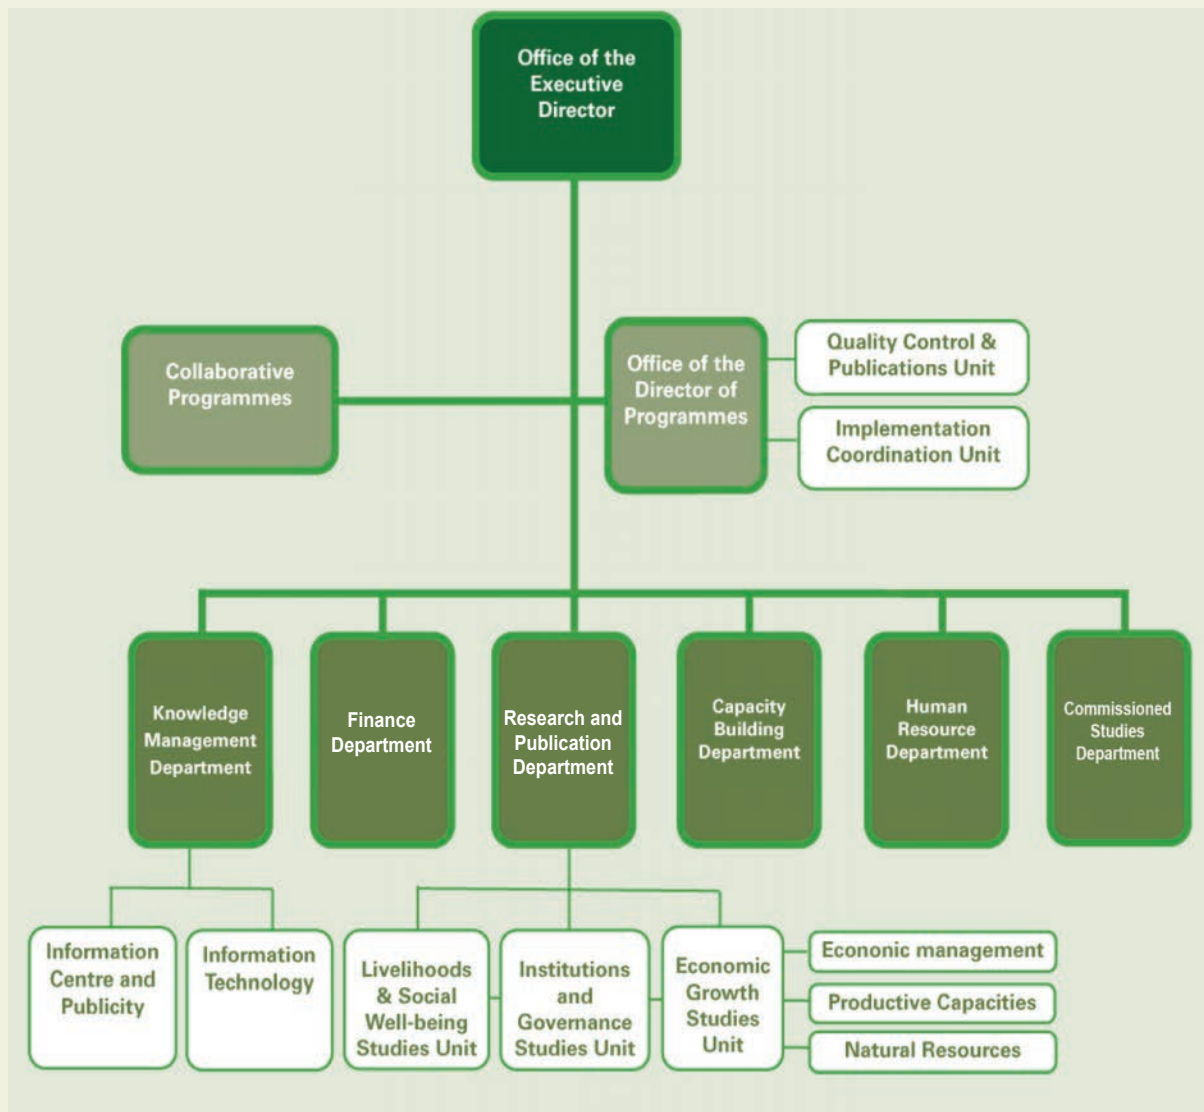 Office of the
Executive
Director
Collaborative
Programmes
Office of the
Director of
Programmes
Quality Control &
Publications Unit
Implementation
Coordination Unit
Knowledge
Management
Department
Finance
Department
Research and
Publication
Department
Capacity
Building
Department
Human
Resource
Department
Commissioned
Studies
Department
Information
Centre and
Publicity
Information
Technology
Livelihoods
& Social
Well-being
Studies Unit
Institutions
and
Governance
Studies Unit
Economic
Growth
Studies
Unit
Econonic management
Productive Capacities
Natural Resources